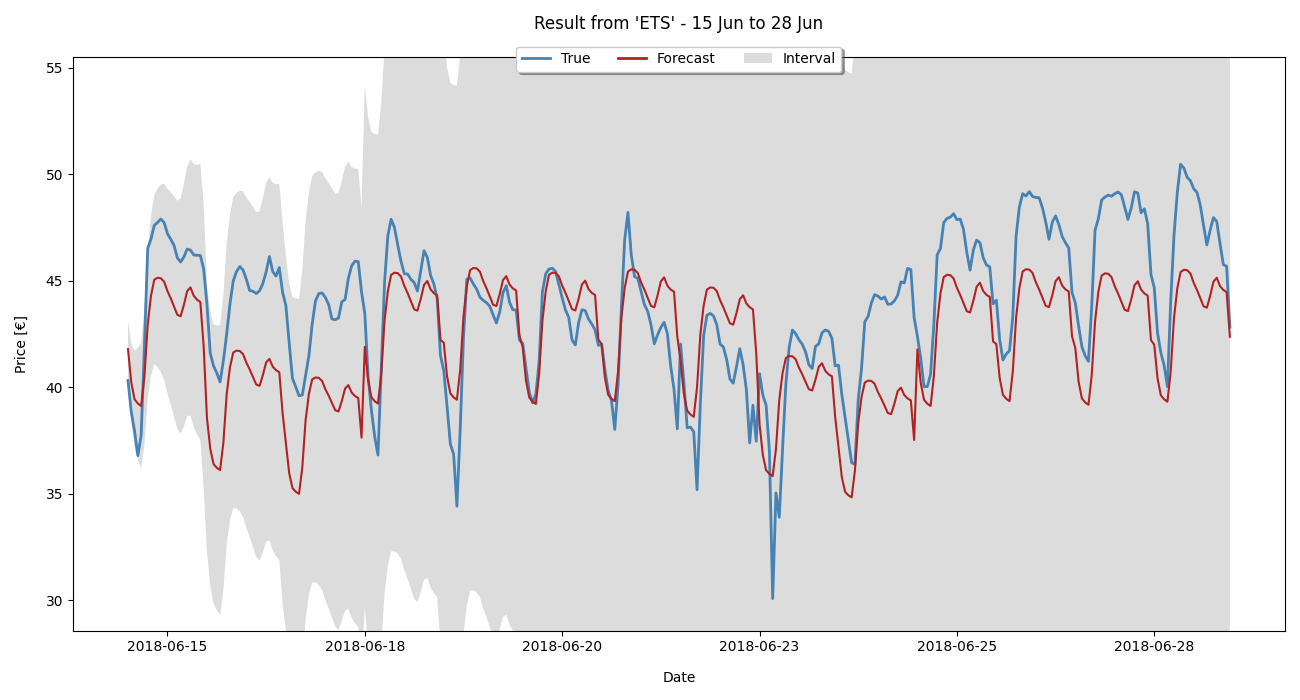 Result from 'ETS' - 15 Jun to 28 Jun
True Forecast Interval
Price [€]
55
50
45
40
35
30
2018-06-15 2018-06-18 2018-06-20 2018-06-23 2018-06-25 2018-06-28
Date